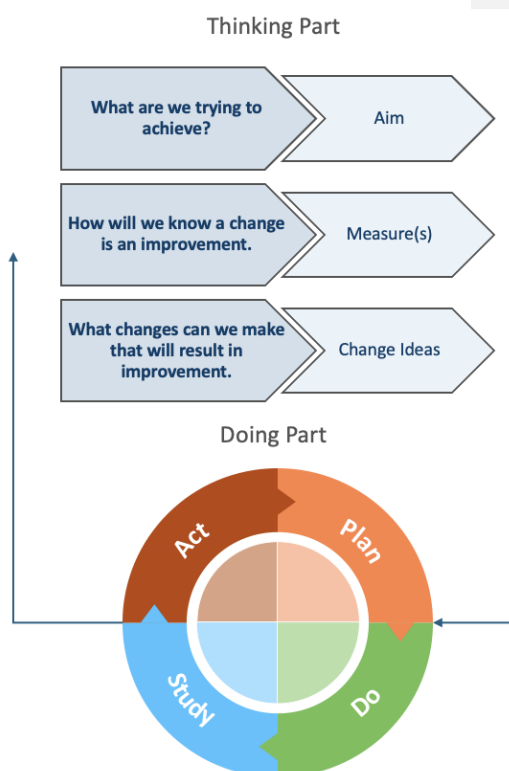 Thinking Part
What are we trying to
achieve?
Aim
How will we know a change
is an improvement.
Measure(s)
What changes can we make
that will result in
improvement.
Change Ideas
Doing Part
Act
Plan
Study
Do